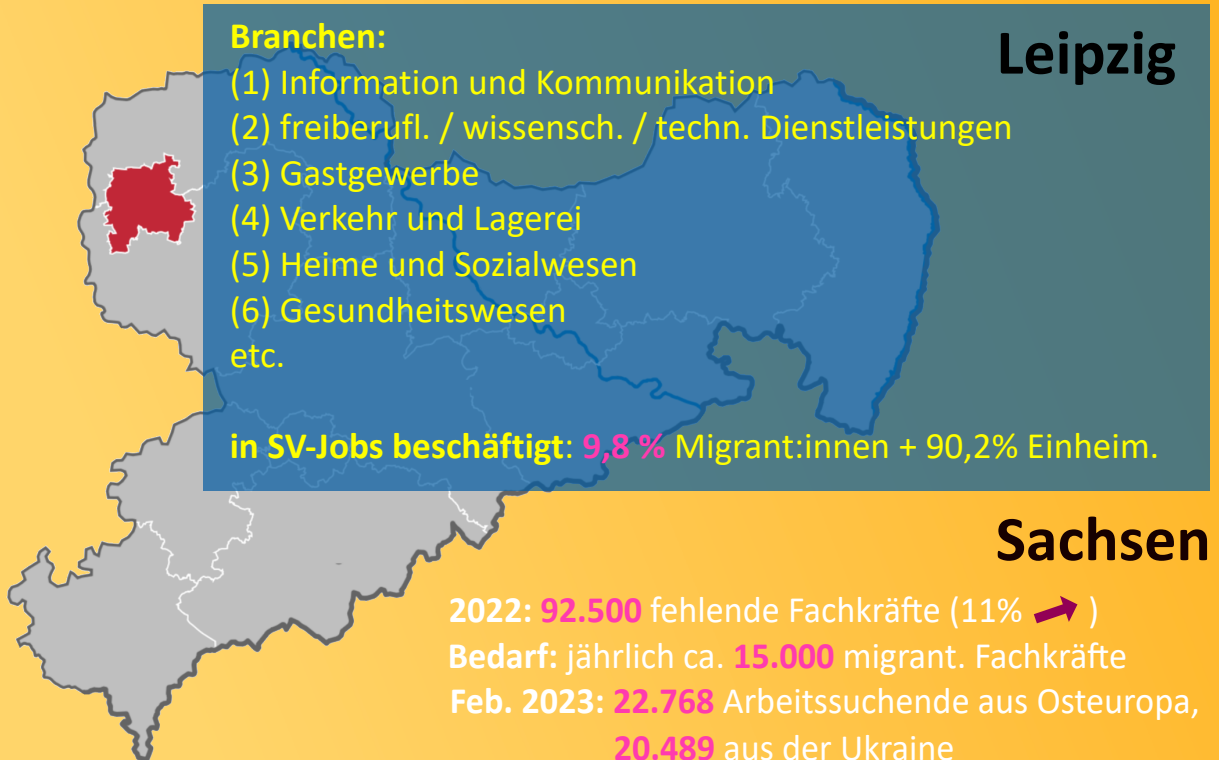 Leipzig
Branchen:
(1) Information und Kommunikation
(2) freiberufl. / wissensch. / techn. Dienstleistungen
(3) Gastgewerbe
(4) Verkehr und Lagerei
(5) Heime und Sozialwesen
(6) Gesundheitswesen
etc.
in SV-Jobs beschäftigt: 9,8 % Migrant:innen + 90,2% Einheim.
Sachsen
2022: 92.500 fehlende Fachkräfte (11% )
Bedarf: jährlich ca. 15.000 migrant. Fachkräfte
Feb. 2023: 22.768 Arbeitssuchende aus Osteuropa,
20.489 aus der Ukraine